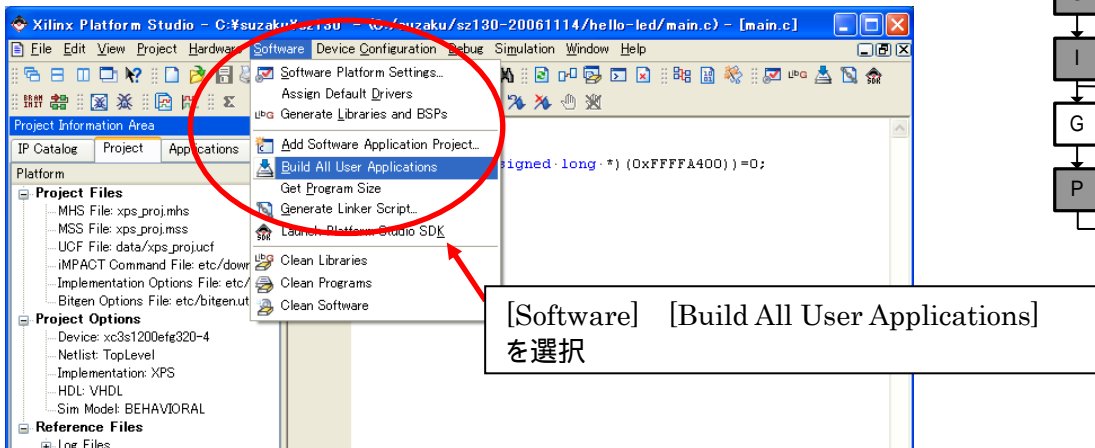 Xilinx Platform Studio - C:¥suzaku¥sz130 - (C:/suzaku/sz130-20061114/hello-led/main.c) - [main.c]
File Edit View Project Hardware Software Device Configuration Debug Simulation Window Help
Software Platform Settings...
Assign Default Drivers
Generate Libraries and BSPs
Add Software Application Project...
Build All User Applications
Get Program Size
Generate Linker Script...
Launch Platform Studio SDK
Clean Libraries
Clean Programs
Clean Software
Project Information Area
IP Catalog Project Applications
Platform
Project Files
MHS File: xps_proj.mhs
MSS File: xps_proj.mss
UCF File: data/xps_proj.ucf
iMPACT Command File: etc/dowr
Implementation Options File: etc/
Bitgen Options File: etc/bitgen.ut
Project Options
Device: xc3s1200efg320-4
Netlist: TopLevel
Implementation: XPS
HDL: VHDL
Sim Model: BEHAVIORAL
Reference Files
Log Files
signed long *)(0xFFFFA400))=0;
[Software] [Build All User Applications]
を選択
I
G
P